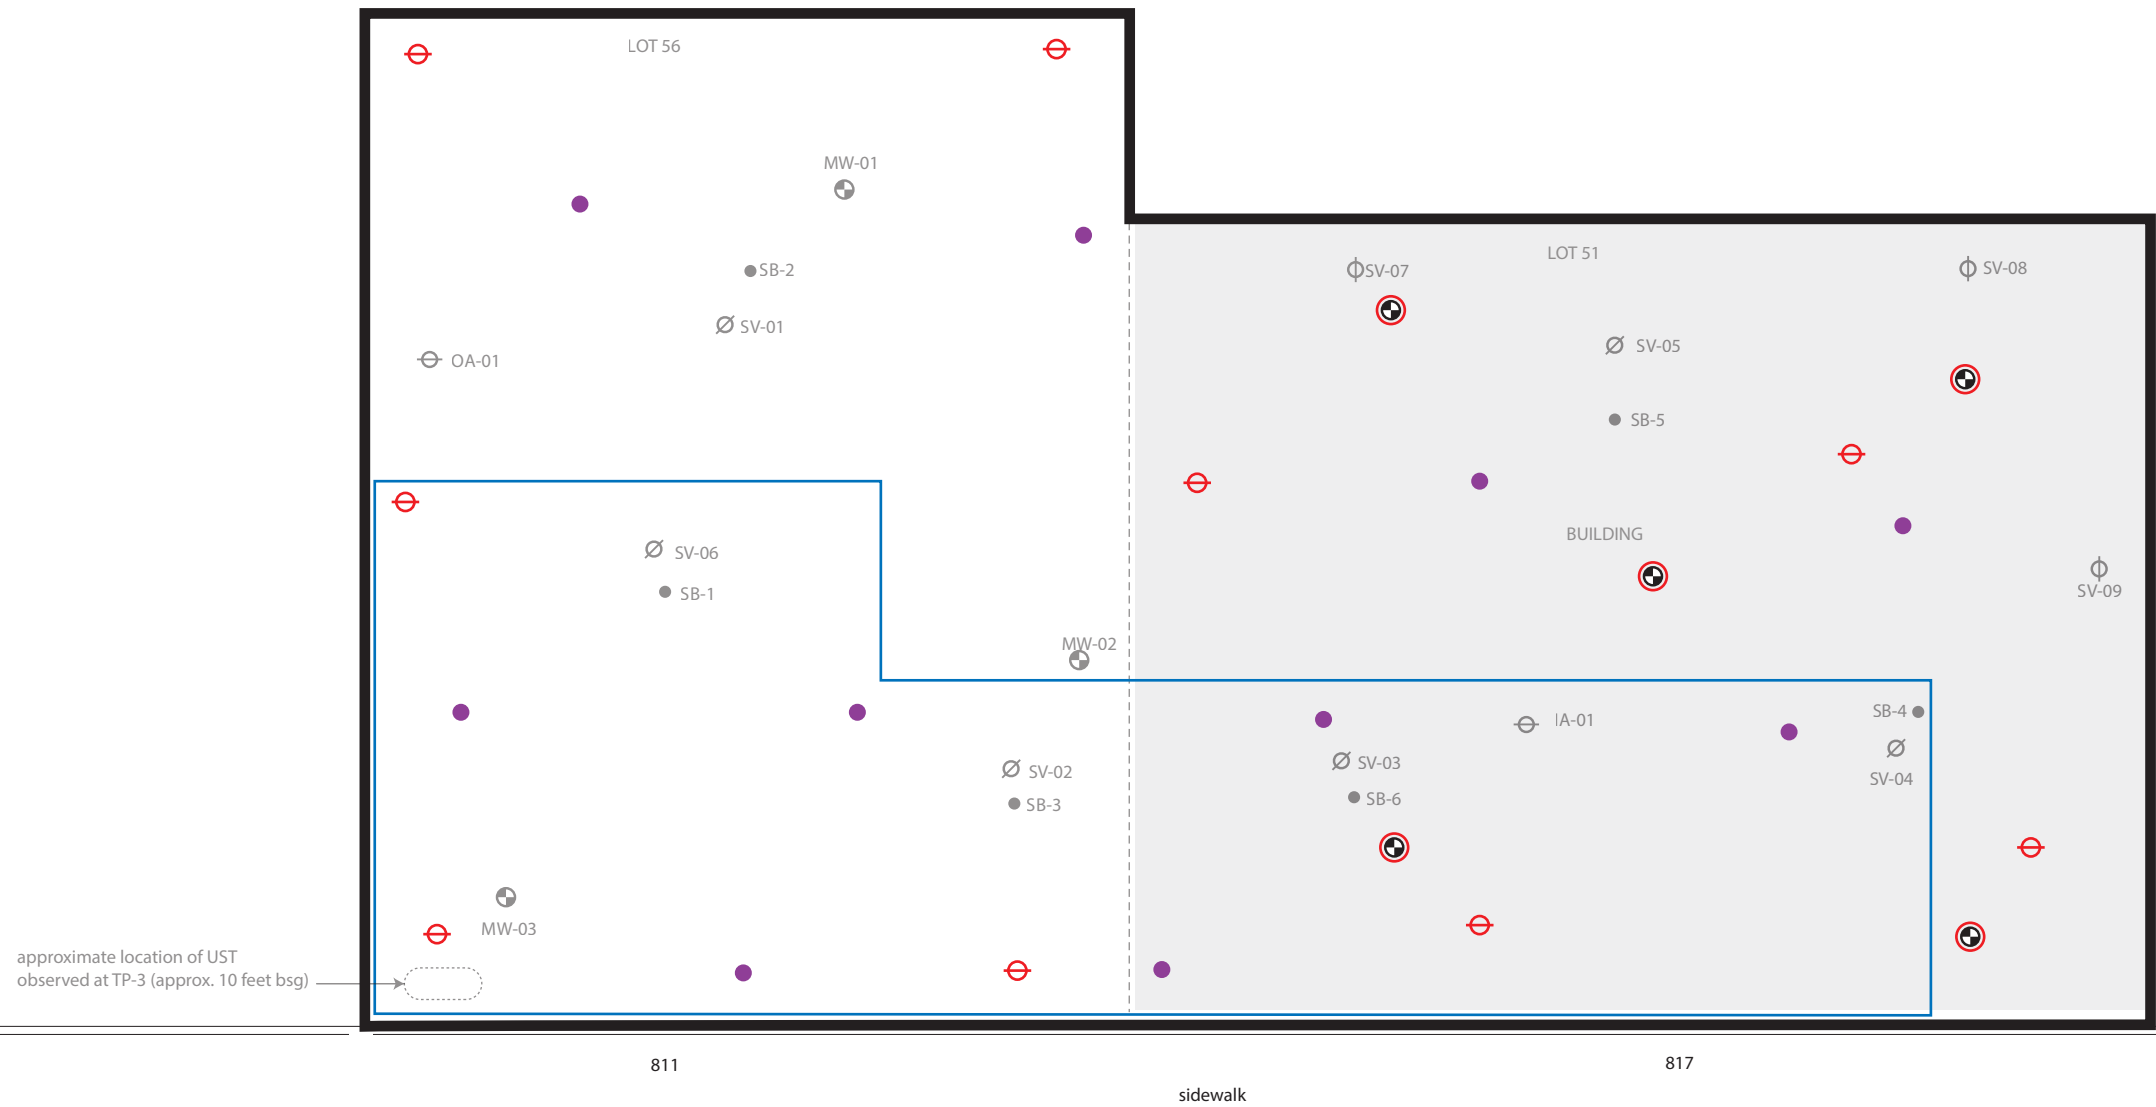 LOT 56
MW-01
SB-2
SV-01
OA-01
LOT 51
SV-07
SV-08
SV-05
SB-5
BUILDING
SV-06
SB-1
SV-09
MW-02
IA-01
SB-4
SV-02
SB-3
SV-03
SB-6
SV-04
MW-03
approximate location of UST
observed at TP-3 (approx. 10 feet bsg)
811
817
sidewalk